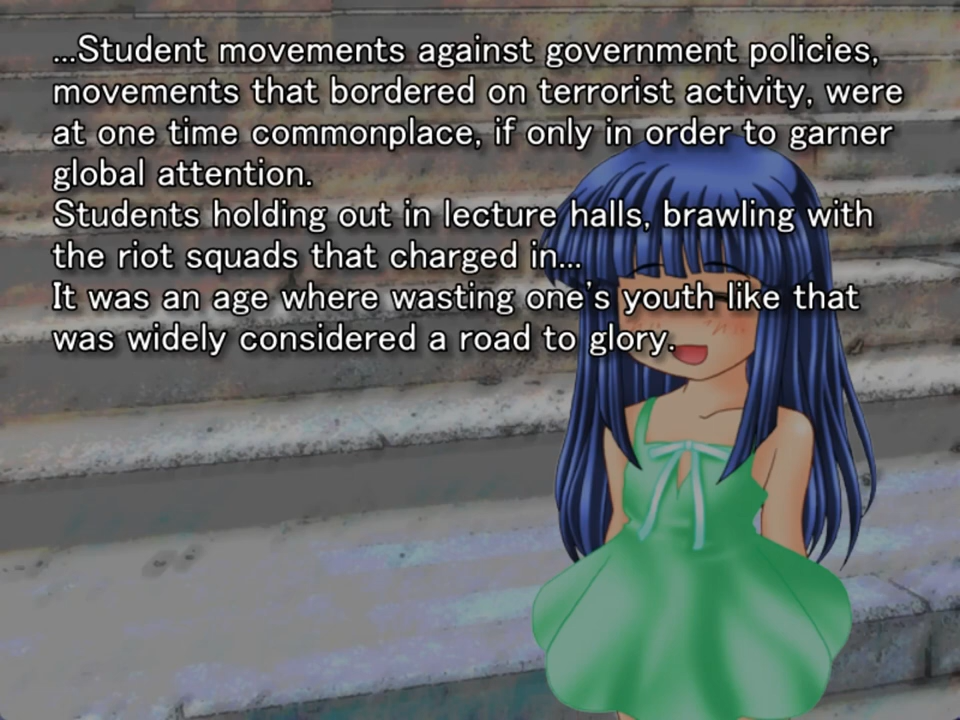 ...Student movements against government policies,
movements that bordered on terrorist activity, were
at one time commonplace, if only in order to garner
global attention.
Students holding out in lecture halls, brawling with
the riot squads that charged in...
It was an age where wasting one's youth like that
was widely considered a road to glory.